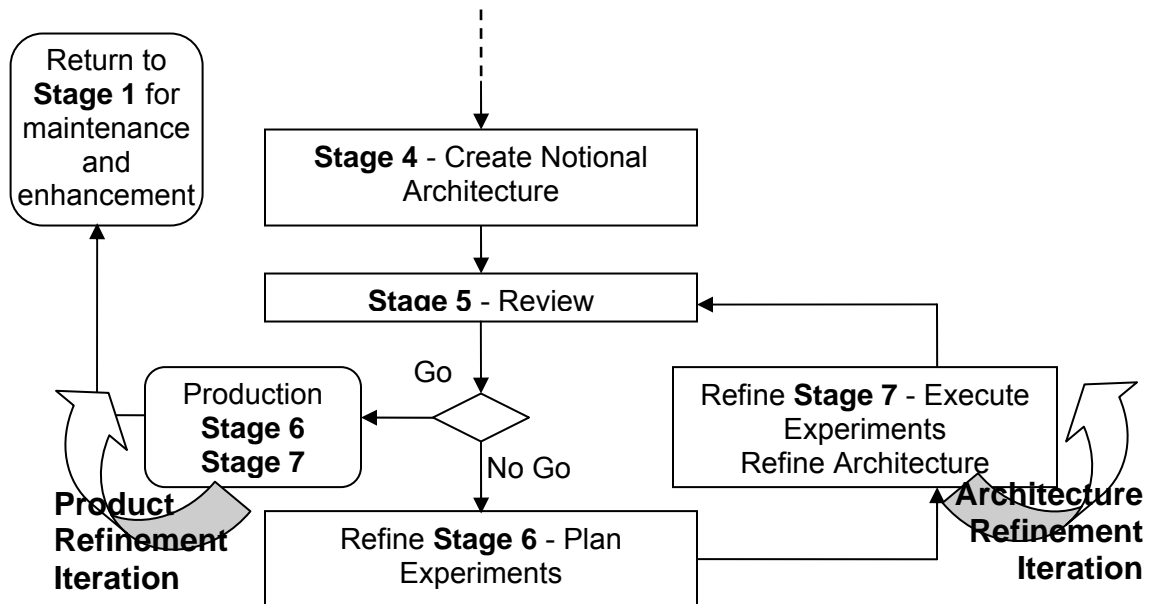 Return to
Stage 1 for
maintenance
and
enhancement
Stage 4 - Create Notional
Architecture
Stage 5 - Review
Go
Production
Stage 6
Stage 7
No Go
Refine Stage 7 - Execute
Experiments
Refine Architecture
Product
Refinement
Iteration
Refine Stage 6 - Plan
Experiments
Architecture
Refinement
Iteration